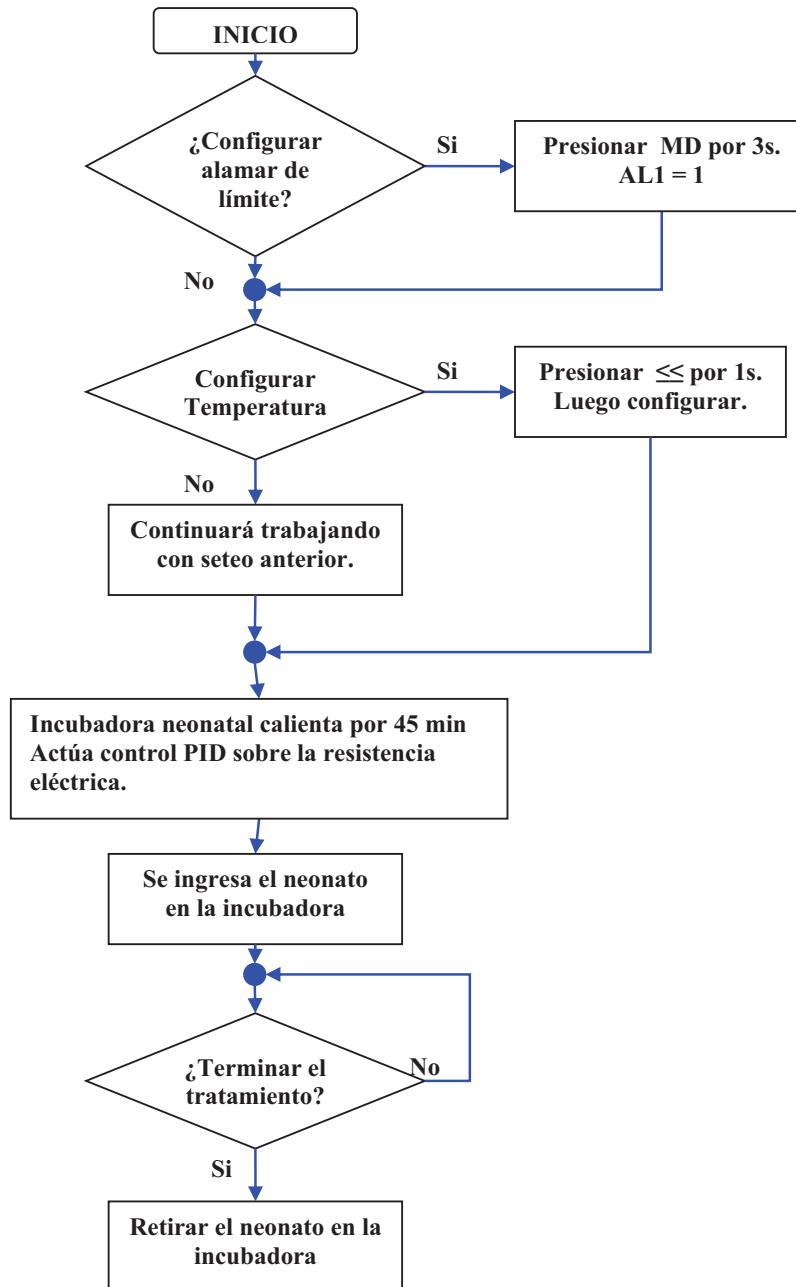 INICIO
¿Configurar
alamar de
límite?
Si
Presionar MD por 3s.
AL1 = 1
No
Configurar
Temperatura
Si
Presionar ≤≤ por 1s.
Luego configurar.
No
Continuará trabajando
con seteo anterior.
Incubadora neonatal calienta por 45 min
Actúa control PID sobre la resistencia
eléctrica.
Se ingresa el neonato
en la incubadora
¿Terminar el
tratamiento?
No
Si
Retirar el neonato en la
incubadora